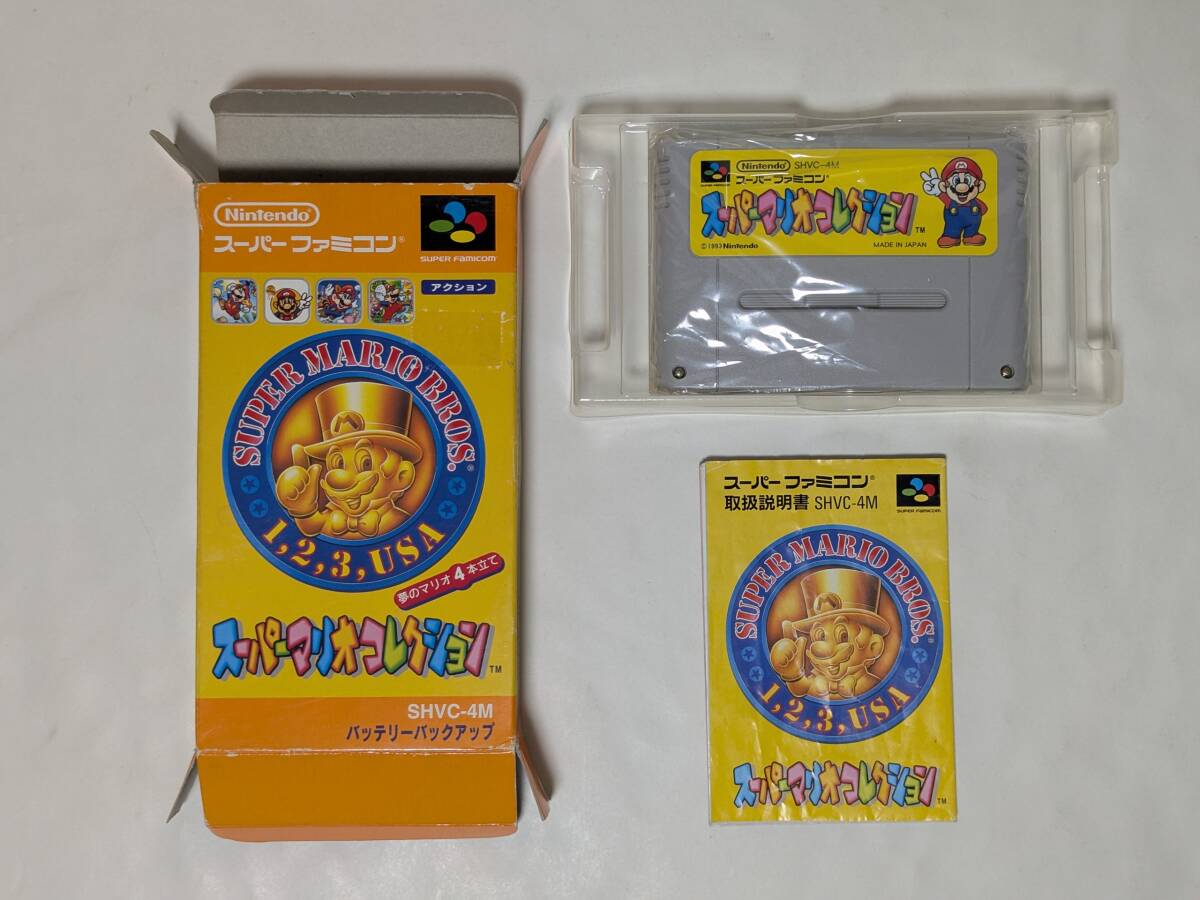 Nintendo
スーパーファミコン®
SUPER FAMICOM
アクション
SUPER MARIO BROS.
1,2,3,USA
夢のマリオ4本立て
スーパーマリオコレクション™
SHVC-4M
バッテリーバックアップ
Nintendo SHVC-4M
スーパーファミコン®
SUPER FAMICOM
スーパーマリオコレクション™
©1993 Nintendo
MADE IN JAPAN
スーパーファミコン®
取扱説明書 SHVC-4M
SUPER FAMICOM
SUPER MARIO BROS.
1,2,3,USA
スーパーマリオコレクション™